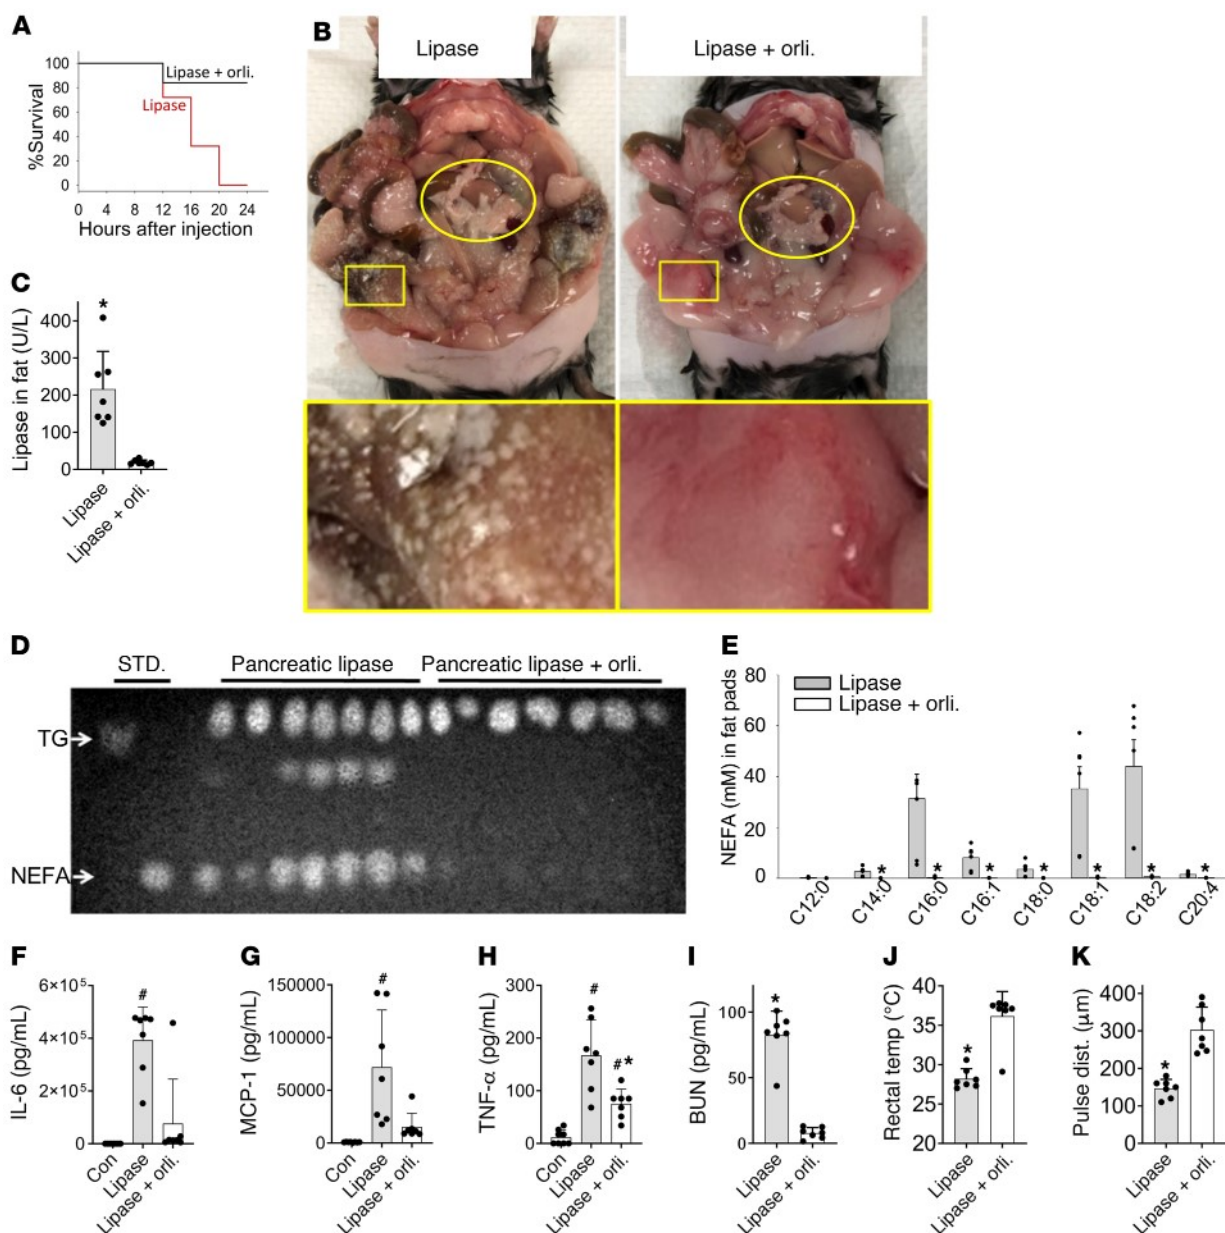 A
100
80
60
40
20
0
%Survival
Lipase + orli.
Lipase
0 4 8 12 16 20 24
Hours after injection
B
Lipase
Lipase + orli.
C
Lipase in fat (U/L)
400
300
200
100
0
*
Lipase
Lipase + orli.
D
STD.
Pancreatic lipase
Pancreatic lipase + orli.
TG
NEFA
E
NEFA (mM) in fat pads
80
60
40
20
0
Lipase
Lipase + orli.
* * * * * * *
C12:0 C14:0 C16:0 C16:1 C18:0 C18:1 C18:2 C20:4
F
IL-6 (pg/mL)
6×10⁵
4×10⁵
2×10⁵
0
#
Con
Lipase
Lipase + orli.
G
MCP-1 (pg/mL)
150000
100000
50000
0
#
Con
Lipase
Lipase + orli.
H
TNF-α (pg/mL)
300
200
100
0
#
#*
Con
Lipase
Lipase + orli.
I
BUN (pg/mL)
100
50
0
*
Lipase
Lipase + orli.
J
Rectal temp (°C)
40
35
30
25
20
*
Lipase
Lipase + orli.
K
Pulse dist. (μm)
400
300
200
100
0
*
Lipase
Lipase + orli.